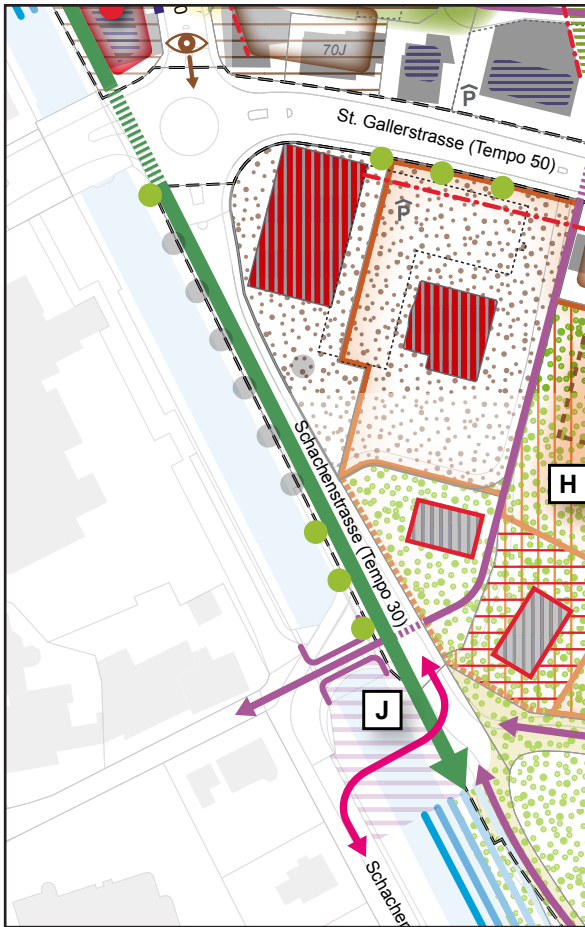 70J
P
St. Gallerstrasse (Tempo 50)
P
Schachenstrasse (Tempo 30)
H
J
Schachen